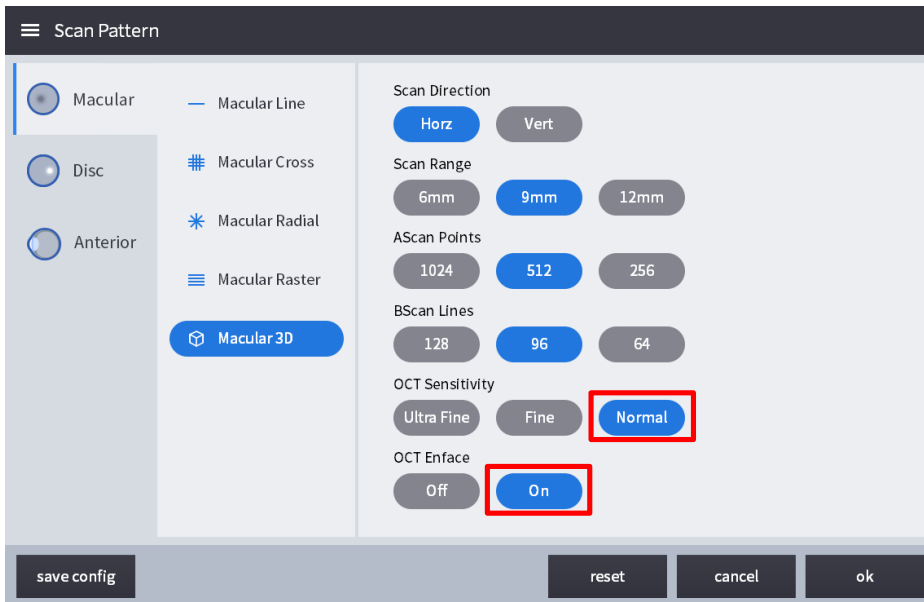 Scan Pattern
Macular
Disc
Anterior
Macular Line
Macular Cross
Macular Radial
Macular Raster
Macular 3D
Scan Direction
Horz Vert
Scan Range
6mm 9mm 12mm
AScan Points
1024 512 256
BScan Lines
128 96 64
OCT Sensitivity
Ultra Fine Fine Normal
OCT Enface
Off On
save config reset cancel ok